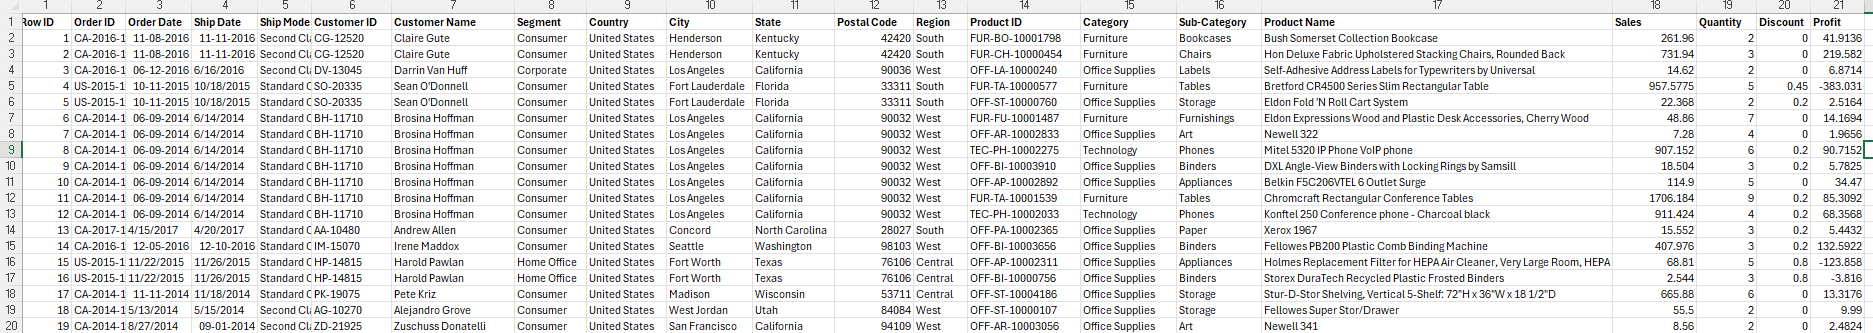 1 2 3 4 5 6 7 8 9 10 11 12 13 14 15 16 17 18 19 20 21
1 Row ID Order ID Order Date Ship Date Ship Mode Customer ID Customer Name Segment Country City State Postal Code Region Product ID Category Sub-Category Product Name Sales Quantity Discount Profit
2 1 CA-2016-1 11-08-2016 11-11-2016 Second Cla CG-12520 Claire Gute Consumer United States Henderson Kentucky 42420 South FUR-BO-10001798 Furniture Bookcases Bush Somerset Collection Bookcase 261.96 2 0 41.9136
3 2 CA-2016-1 11-08-2016 11-11-2016 Second Cla CG-12520 Claire Gute Consumer United States Henderson Kentucky 42420 South FUR-CH-10000454 Furniture Chairs Hon Deluxe Fabric Upholstered Stacking Chairs, Rounded Back 731.94 3 0 219.582
4 3 CA-2016-1 06-12-2016 6/16/2016 Second Cla DV-13045 Darrin Van Huff Corporate United States Los Angeles California 90036 West OFF-LA-10000240 Office Supplies Labels Self-Adhesive Address Labels for Typewriters by Universal 14.62 2 0 6.8714
5 4 US-2015-1 10-11-2015 10/18/2015 Standard C SO-20335 Sean O'Donnell Consumer United States Fort Lauderdale Florida 33311 South FUR-TA-10000577 Furniture Tables Bretford CR4500 Series Slim Rectangular Table 957.5775 5 0.45 -383.031
6 5 US-2015-1 10-11-2015 10/18/2015 Standard C SO-20335 Sean O'Donnell Consumer United States Fort Lauderdale Florida 33311 South OFF-ST-10000760 Office Supplies Storage Eldon Fold 'N Roll Cart System 22.368 2 0.2 2.5164
7 6 CA-2014-1 06-09-2014 6/14/2014 Standard C BH-11710 Brosina Hoffman Consumer United States Los Angeles California 90032 West FUR-FU-10001487 Furniture Furnishings Eldon Expressions Wood and Plastic Desk Accessories, Cherry Wood 48.86 7 0 14.1694
8 7 CA-2014-1 06-09-2014 6/14/2014 Standard C BH-11710 Brosina Hoffman Consumer United States Los Angeles California 90032 West OFF-AR-10002833 Office Supplies Art Newell 322 7.28 4 0 1.9656
9 8 CA-2014-1 06-09-2014 6/14/2014 Standard C BH-11710 Brosina Hoffman Consumer United States Los Angeles California 90032 West TEC-PH-10002275 Technology Phones Mitel 5320 IP Phone VoIP phone 907.152 6 0.2 90.7152
10 9 CA-2014-1 06-09-2014 6/14/2014 Standard C BH-11710 Brosina Hoffman Consumer United States Los Angeles California 90032 West OFF-BI-10003910 Office Supplies Binders DXL Angle-View Binders with Locking Rings by Samsill 18.504 3 0.2 5.7825
11 10 CA-2014-1 06-09-2014 6/14/2014 Standard C BH-11710 Brosina Hoffman Consumer United States Los Angeles California 90032 West OFF-AP-10002892 Office Supplies Appliances Belkin F5C206VTEL 6 Outlet Surge 114.9 5 0 34.47
12 11 CA-2014-1 06-09-2014 6/14/2014 Standard C BH-11710 Brosina Hoffman Consumer United States Los Angeles California 90032 West FUR-TA-10001539 Furniture Tables Chromcraft Rectangular Conference Tables 1706.184 9 0.2 85.3092
13 12 CA-2014-1 06-09-2014 6/14/2014 Standard C BH-11710 Brosina Hoffman Consumer United States Los Angeles California 90032 West TEC-PH-10002033 Technology Phones Konftel 250 Conference phone - Charcoal black 911.424 4 0.2 68.3568
14 13 CA-2017-1 4/15/2017 4/20/2017 Standard C AA-10480 Andrew Allen Consumer United States Concord North Carolina 28027 South OFF-PA-10002365 Office Supplies Paper Xerox 1967 15.552 3 0.2 5.4432
15 14 CA-2016-1 12-05-2016 12-10-2016 Standard C IM-15070 Irene Maddox Consumer United States Seattle Washington 98103 West OFF-BI-10003656 Office Supplies Binders Fellowes PB200 Plastic Comb Binding Machine 407.976 3 0.2 132.5922
16 15 US-2015-1 11/22/2015 11/26/2015 Standard C HP-14815 Harold Pawlan Home Office United States Fort Worth Texas 76106 Central OFF-AP-10002311 Office Supplies Appliances Holmes Replacement Filter for HEPA Air Cleaner, Very Large Room, HEPA 68.81 5 0.8 -123.858
17 16 US-2015-1 11/22/2015 11/26/2015 Standard C HP-14815 Harold Pawlan Home Office United States Fort Worth Texas 76106 Central OFF-BI-10000756 Office Supplies Binders Storex DuraTech Recycled Plastic Frosted Binders 2.544 3 0.8 -3.816
18 17 CA-2014-1 11-11-2014 11/18/2014 Standard C PK-19075 Pete Kriz Consumer United States Madison Wisconsin 53711 Central OFF-ST-10004186 Office Supplies Storage Stur-D-Stor Shelving, Vertical 5-Shelf: 72"H x 36"W x 18 1/2"D 665.88 6 0 13.3176
19 18 CA-2014-1 5/13/2014 5/15/2014 Second Cla AG-10270 Alejandro Grove Consumer United States West Jordan Utah 84084 West OFF-ST-10000107 Office Supplies Storage Fellowes Super Stor/Drawer 55.5 2 0 9.99
20 19 CA-2014-1 8/27/2014 09-01-2014 Second Cla ZD-21925 Zuschuss Donatelli Consumer United States San Francisco California 94109 West OFF-AR-10003056 Office Supplies Art Newell 341 8.56 2 0 2.4824